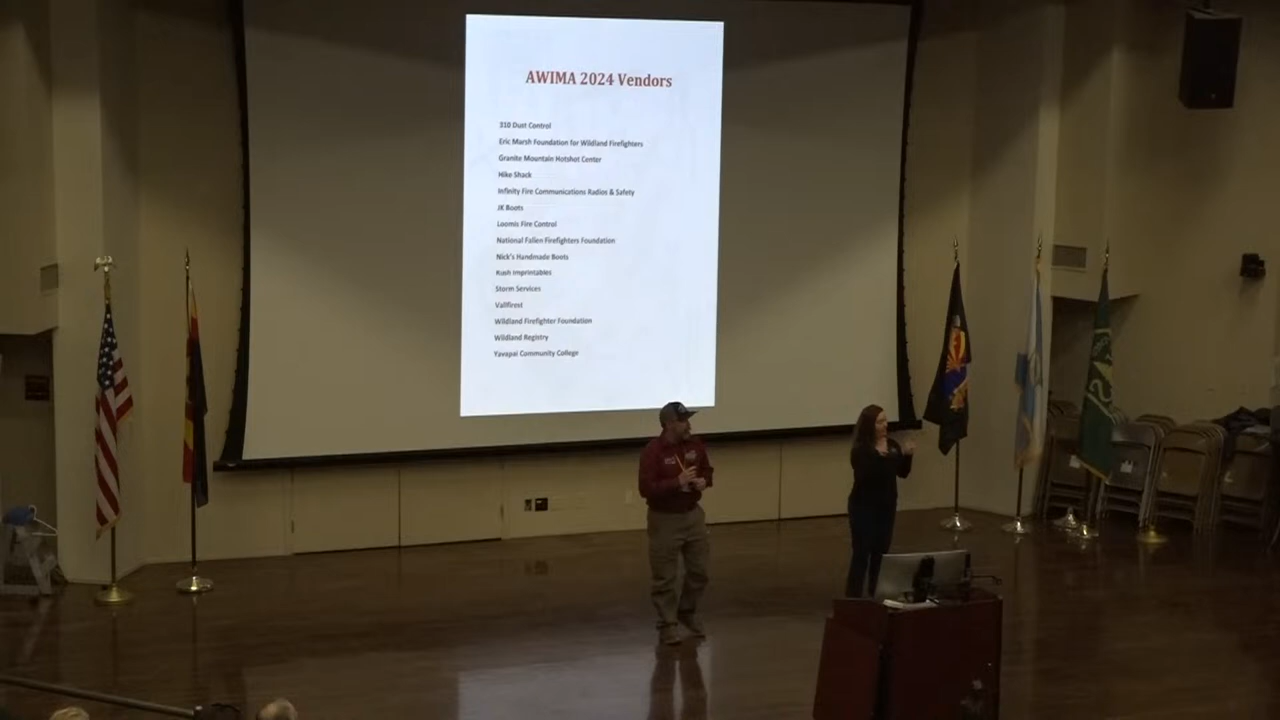 AWIMA 2024 Vendors
310 Dust Control
Eric Marsh Foundation for Wildland Firefighters
Granite Mountain Hotshot Center
Hike Shack
Infinity Fire Communications Radios & Safety
JK Boots
Loomis Fire Control
National Fallen Firefighters Foundation
Nick's Handmade Boots
Rush Imprintables
Storm Services
Vallfirest
Wildland Firefighter Foundation
Wildland Registry
Yavapai Community College